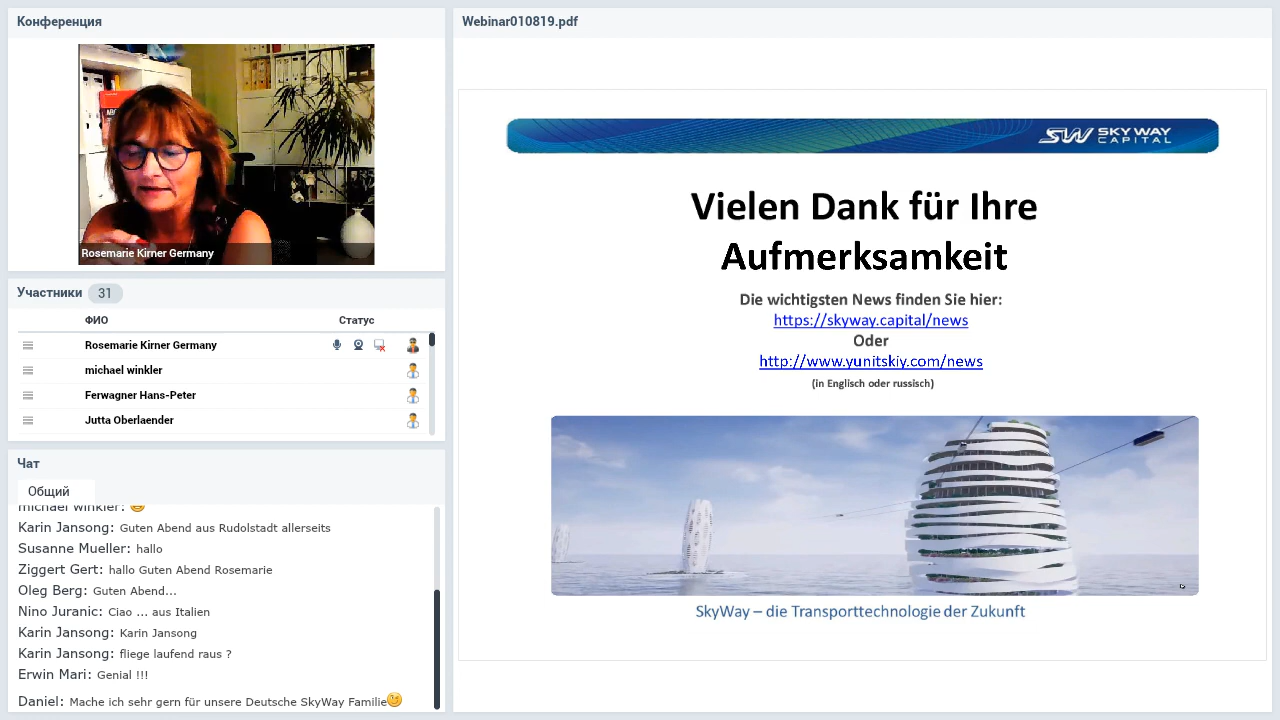 Конференция
Rosemarie Kirner Germany
Участники 31
ФИО Статус
Rosemarie Kirner Germany
michael winkler
Ferwagner Hans-Peter
Jutta Oberlaender
Чат
Общий
michael winkler:
Karin Jansong: Guten Abend aus Rudolstadt allerseits
Susanne Mueller: hallo
Ziggert Gert: hallo Guten Abend Rosemarie
Oleg Berg: Guten Abend...
Nino Juranic: Ciao ... aus Italien
Karin Jansong: Karin Jansong
Karin Jansong: fliege laufend raus ?
Erwin Mari: Genial !!!
Daniel: Mache ich sehr gern für unsere Deutsche SkyWay Familie
Webinar010819.pdf
SW SKY WAY
CAPITAL
Vielen Dank für Ihre
Aufmerksamkeit
Die wichtigsten News finden Sie hier:
https://skyway.capital/news
Oder
http://www.yunitskiy.com/news
(in Englisch oder russisch)
SkyWay – die Transporttechnologie der Zukunft